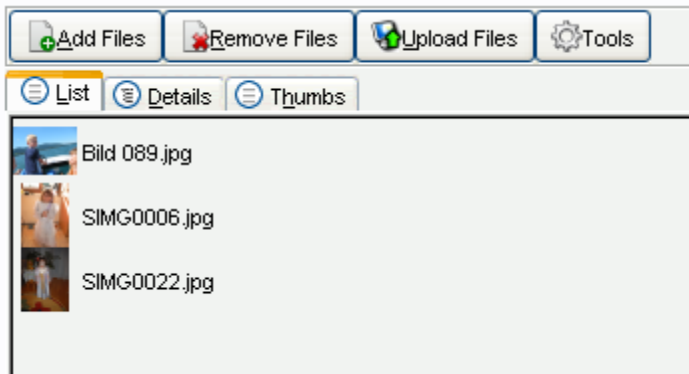 Add Files Remove Files Upload Files Tools
List Details Thumbs
Bild 089.jpg
SIMG0006.jpg
SIMG0022.jpg